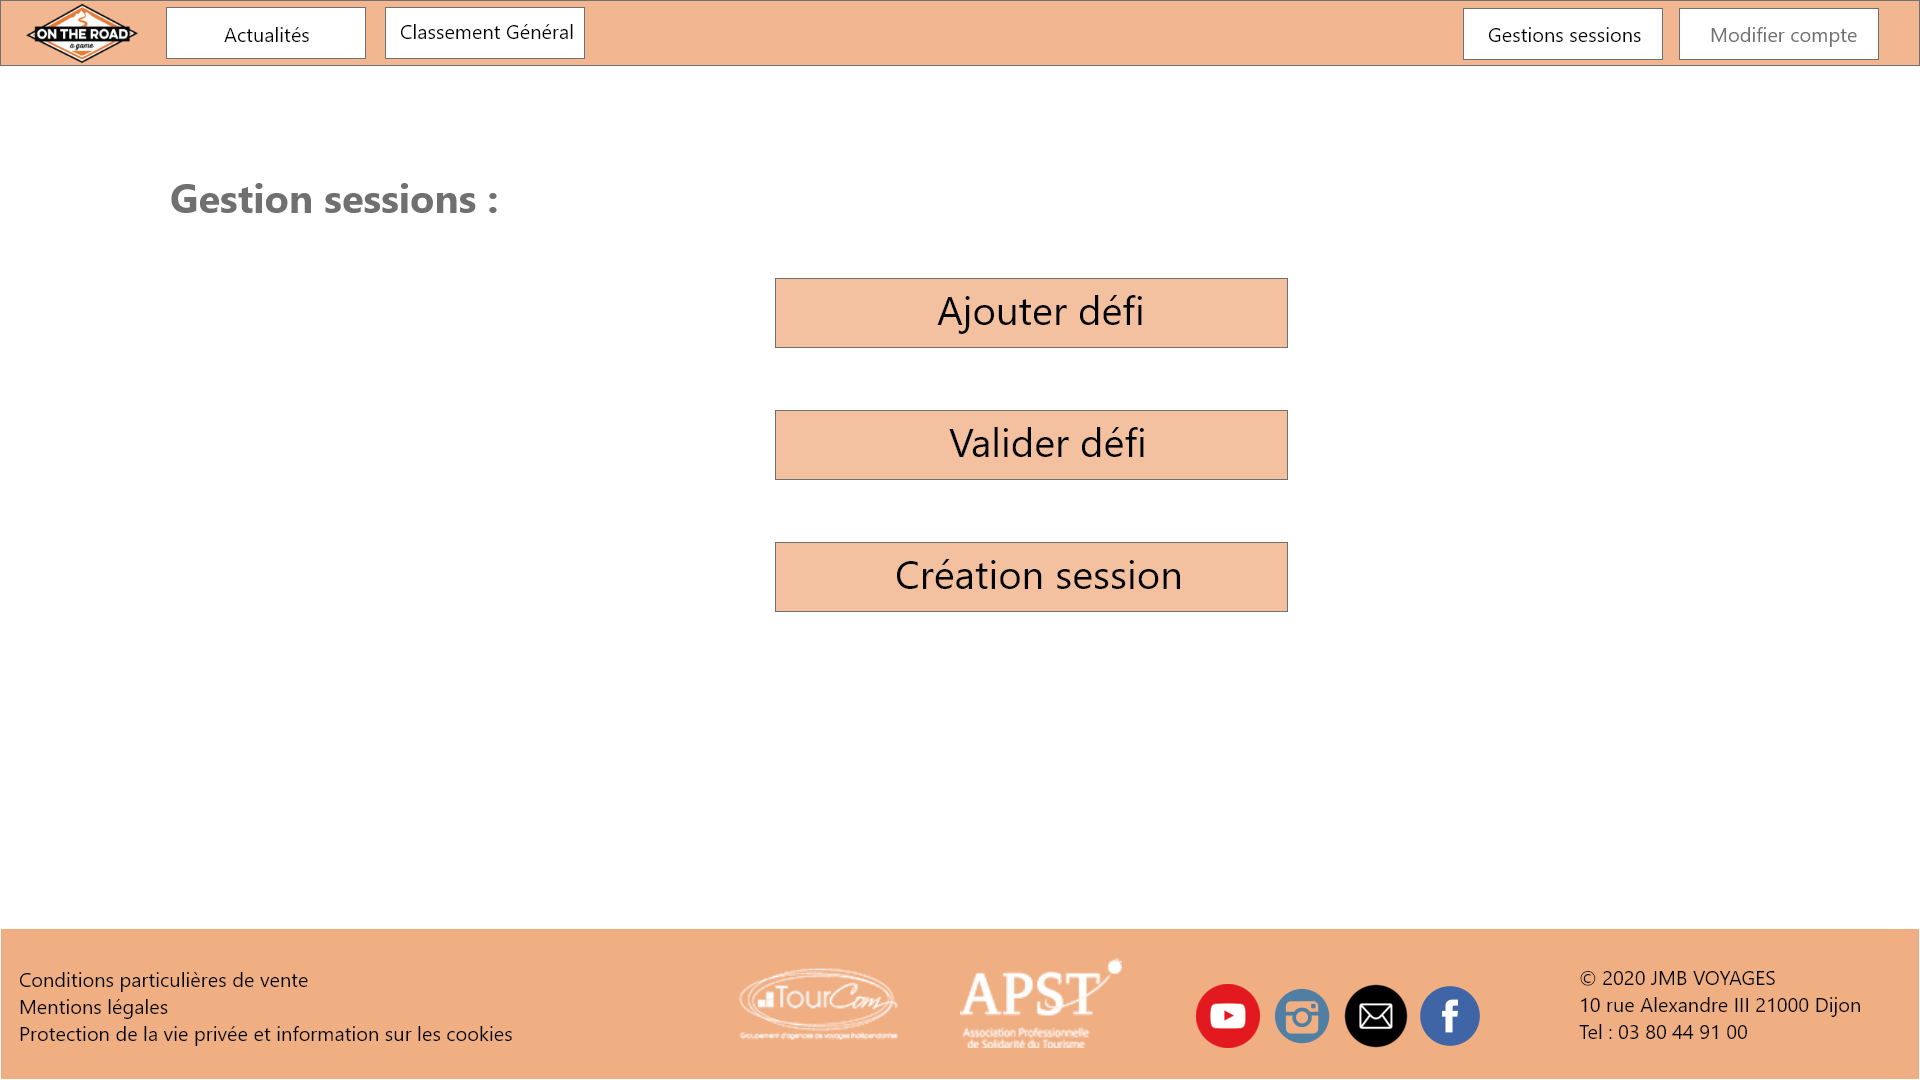 ON THE ROAD
a game
Actualités
Classement Général
Gestions sessions
Modifier compte
Gestion sessions :
Ajouter défi
Valider défi
Création session
Conditions particulières de vente
Mentions légales
Protection de la vie privée et information sur les cookies
TourCom
Groupement d'agences de voyages indépendantes
APST
Association Professionnelle
de Solidarité du Tourisme
f
© 2020 JMB VOYAGES
10 rue Alexandre III 21000 Dijon
Tel : 03 80 44 91 00